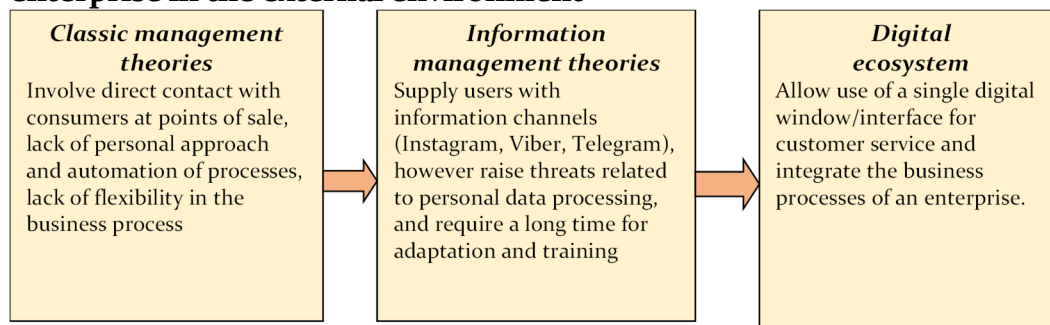 enterprise in the external environment
Classic management
theories
Involve direct contact with
consumers at points of sale,
lack of personal approach
and automation of processes,
lack of flexibility in the
business process
Information
management theories
Supply users with
information channels
(Instagram, Viber, Telegram),
however raise threats related
to personal data processing,
and require a long time for
adaptation and training
Digital
ecosystem
Allow use of a single digital
window/interface for
customer service and
integrate the business
processes of an enterprise.